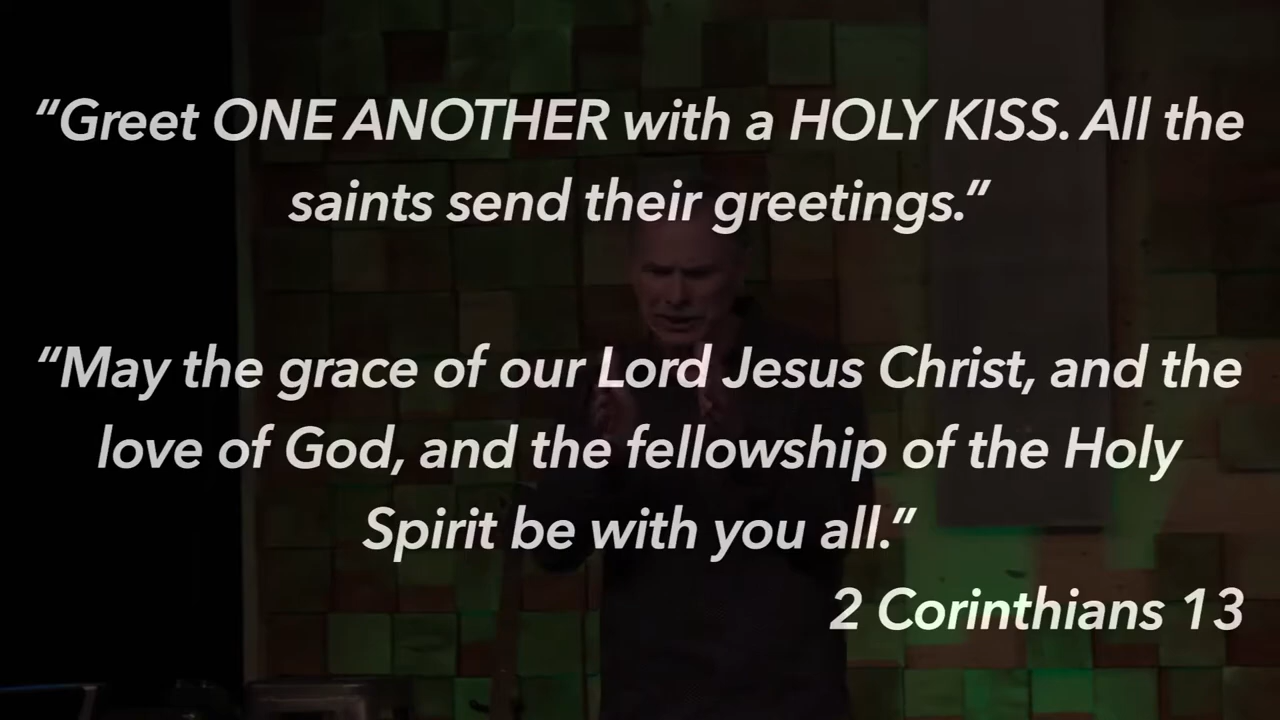 “Greet ONE ANOTHER with a HOLY KISS. All the
saints send their greetings.”
“May the grace of our Lord Jesus Christ, and the
love of God, and the fellowship of the Holy
Spirit be with you all.”
2 Corinthians 13